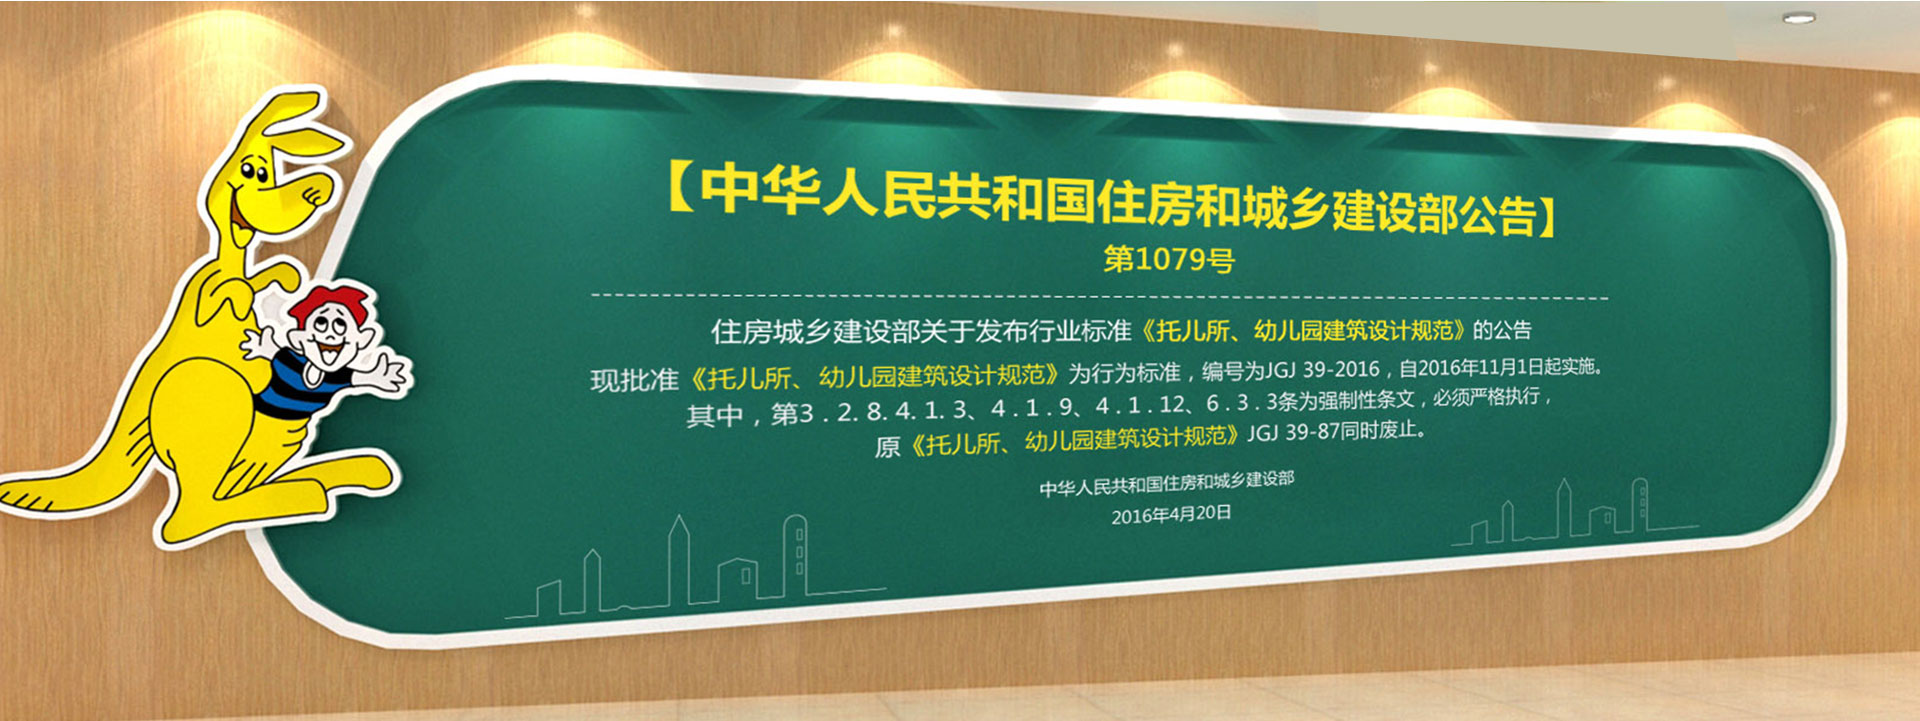 【中华人民共和国住房和城乡建设部公告】
第1079号
住房城乡建设部关于发布行业标准《托儿所、幼儿园建筑设计规范》的公告
现批准《托儿所、幼儿园建筑设计规范》为行为标准，编号为JGJ 39-2016，自2016年11月1日起实施。
其中，第3．2. 8. 4. 1. 3、4．1．9、4．1．12、6．3．3条为强制性条文，必须严格执行，
原《托儿所、幼儿园建筑设计规范》JGJ 39-87同时废止。
中华人民共和国住房和城乡建设部
2016年4月20日